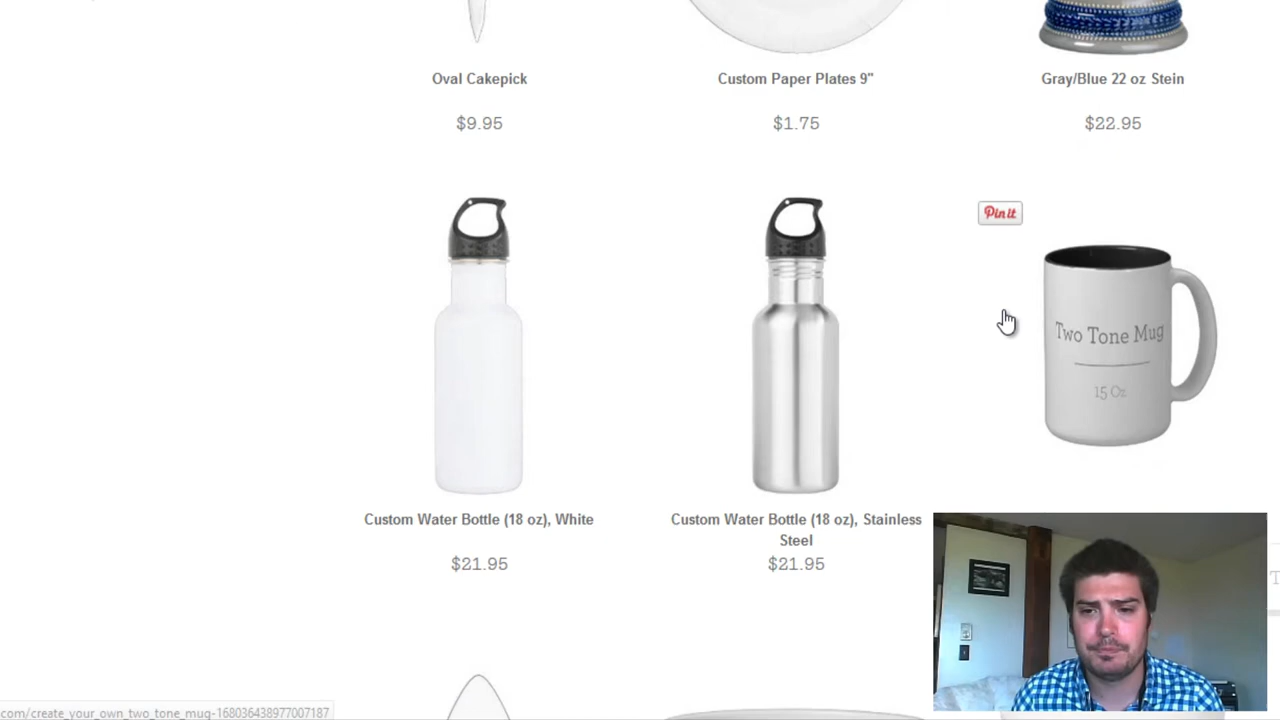 Oval Cakepick
Custom Paper Plates 9"
Gray/Blue 22 oz Stein
$9.95
$1.75
$22.95
Pin it
Two Tone Mug
15 Oz
Custom Water Bottle (18 oz), White
Custom Water Bottle (18 oz), Stainless
Steel
$21.95
$21.95
com/create_your_own_two_tone_mug-168036438977007187